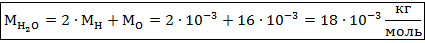 M_{H₂O} = 2 · M_H + M_O = 2 · 10⁻³ + 16 · 10⁻³ = 18 · 10⁻³ кг/моль